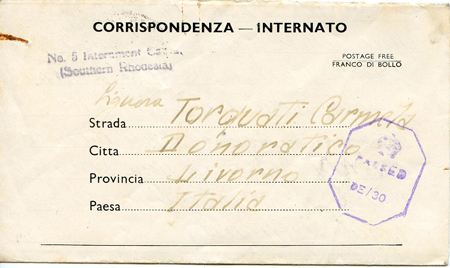 CORRISPONDENZA — INTERNATO
No. 5 Internment Camp,
(Southern Rhodesia)
POSTAGE FREE
FRANCO DI BOLLO
Signora Torquati Carmela
Strada
Citta Donoratico
Provincia Livorno
Paesa Italia
PASSED
DE/30